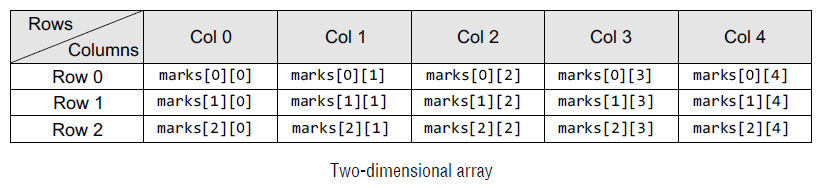 Rows
Columns Col 0 Col 1 Col 2 Col 3 Col 4
Row 0 marks[0][0] marks[0][1] marks[0][2] marks[0][3] marks[0][4]
Row 1 marks[1][0] marks[1][1] marks[1][2] marks[1][3] marks[1][4]
Row 2 marks[2][0] marks[2][1] marks[2][2] marks[2][3] marks[2][4]
Two-dimensional array